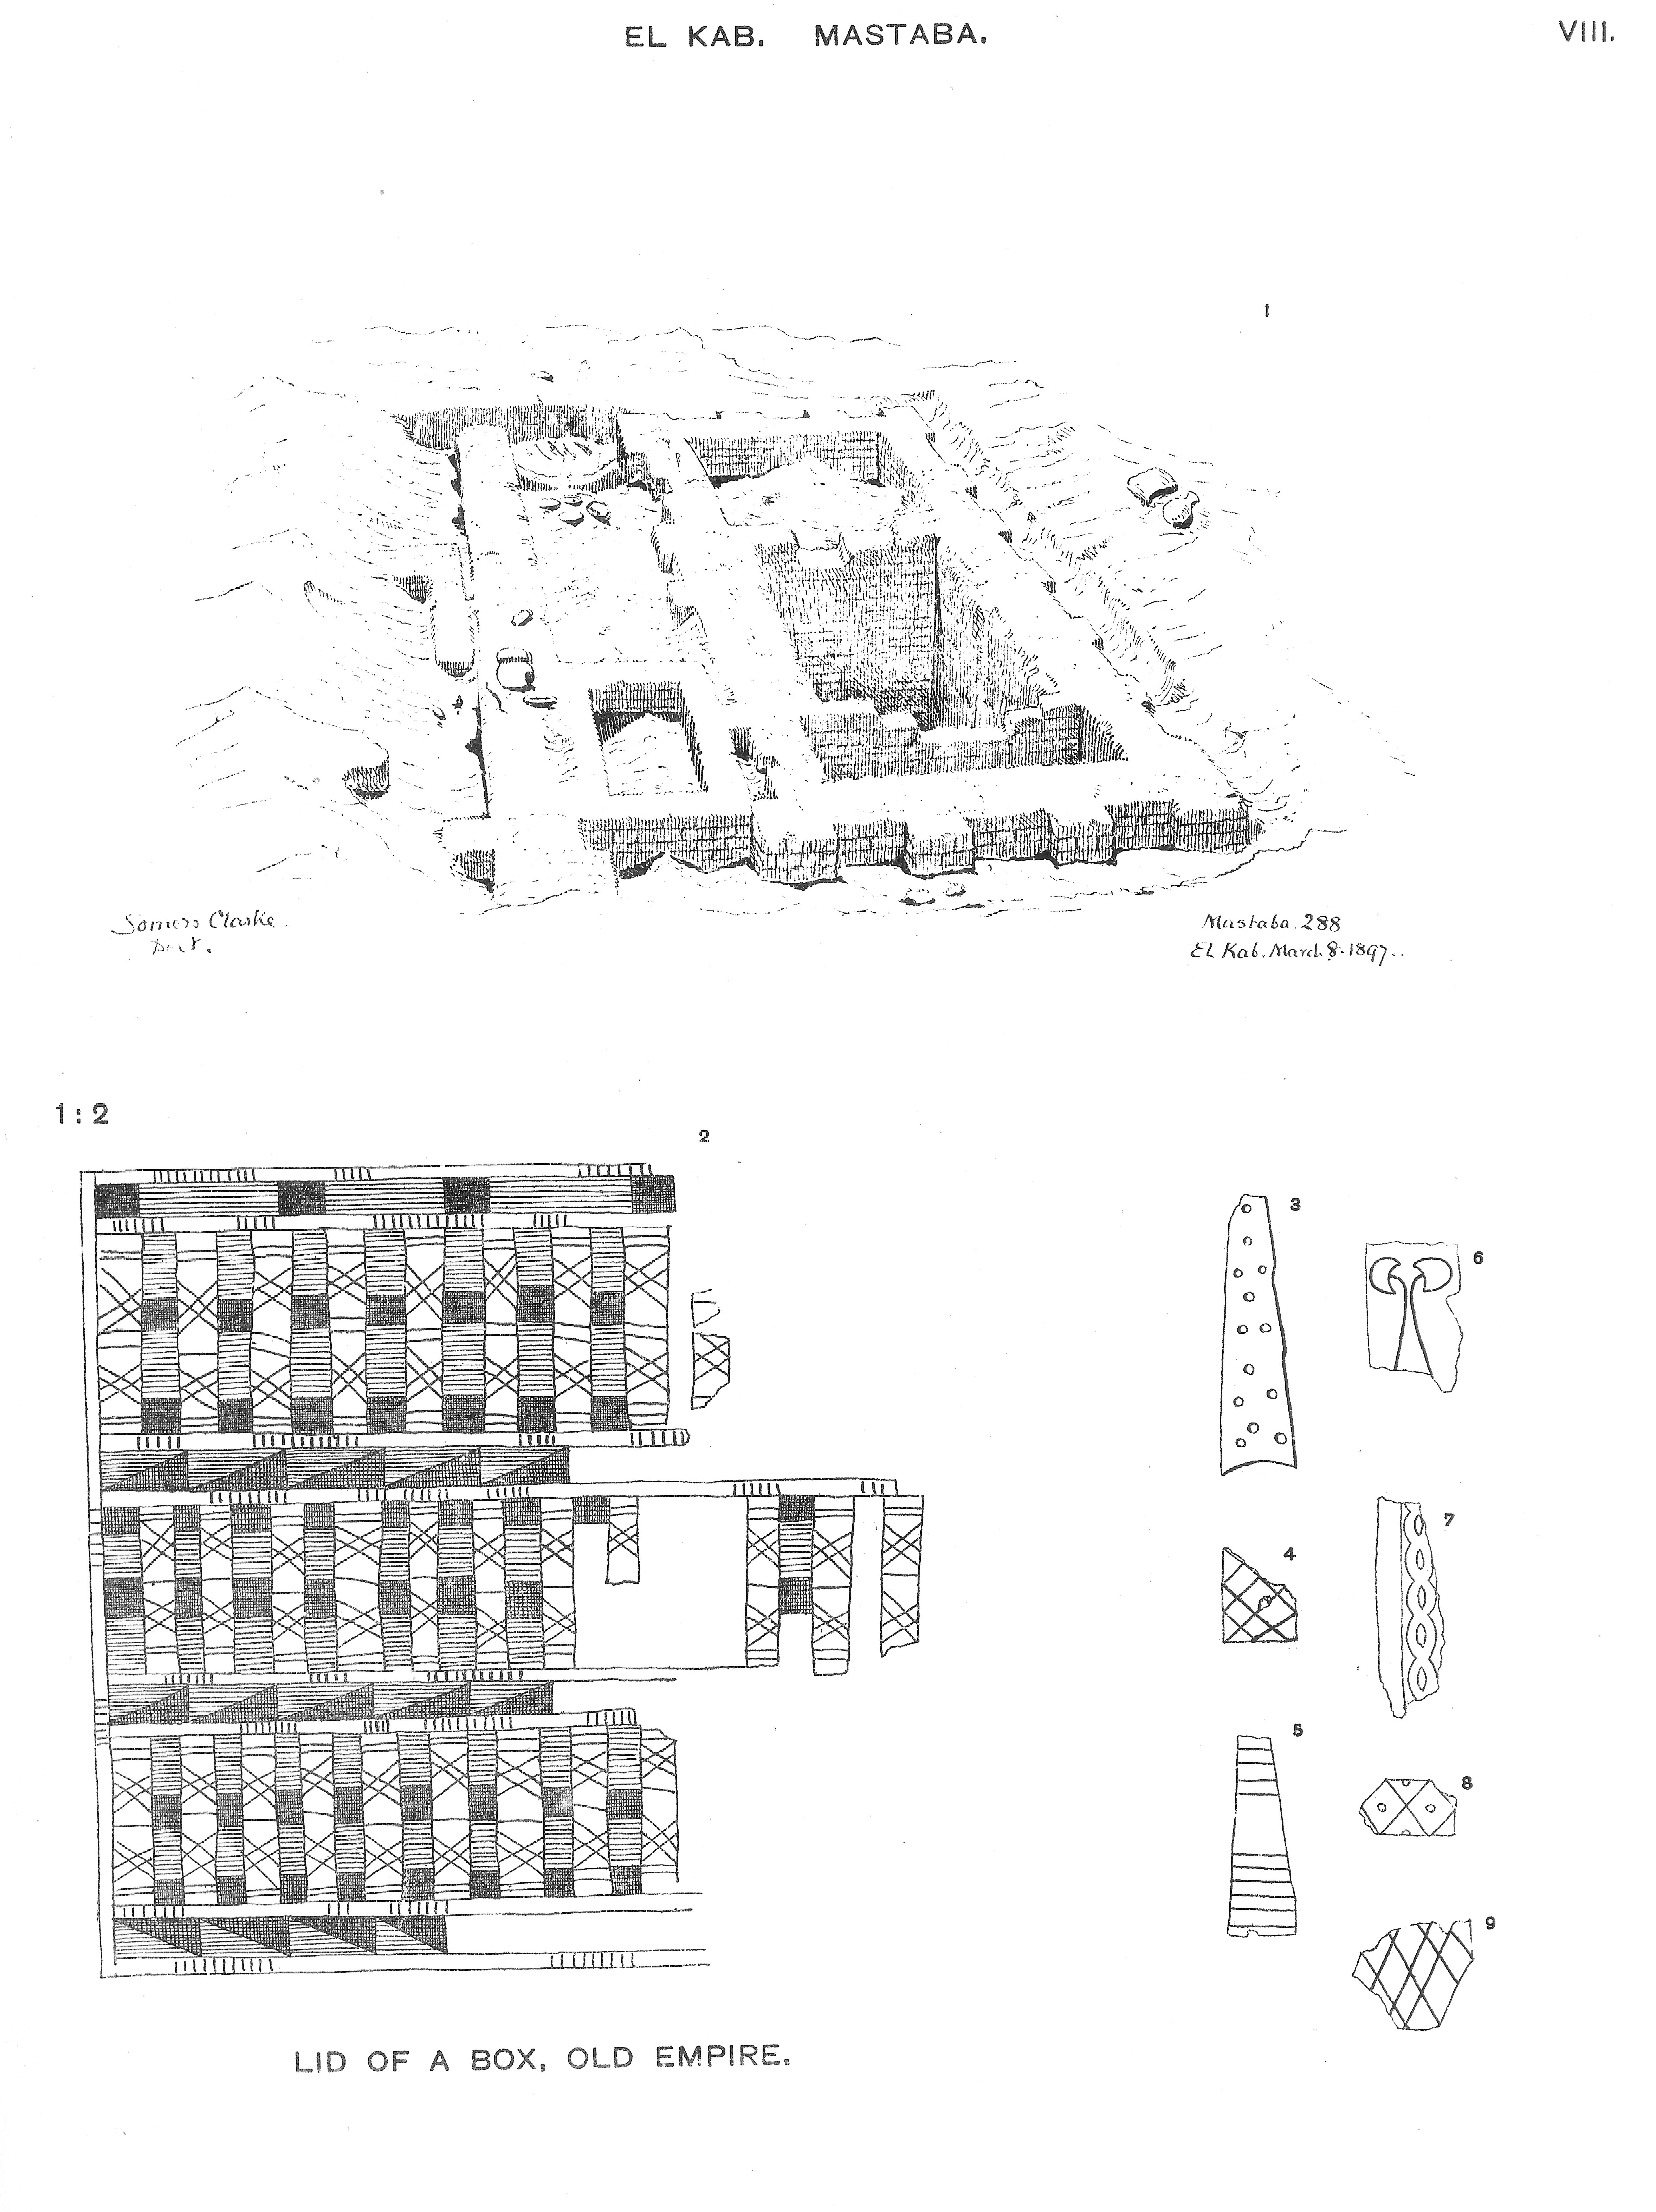 EL KAB. MASTABA.
VIII.
1
Somers Clarke
Mastaba. 288
EL Kab. March 8. 1897..
1:2
2
3
6
7
4
5
8
9
LID OF A BOX, OLD EMPIRE.